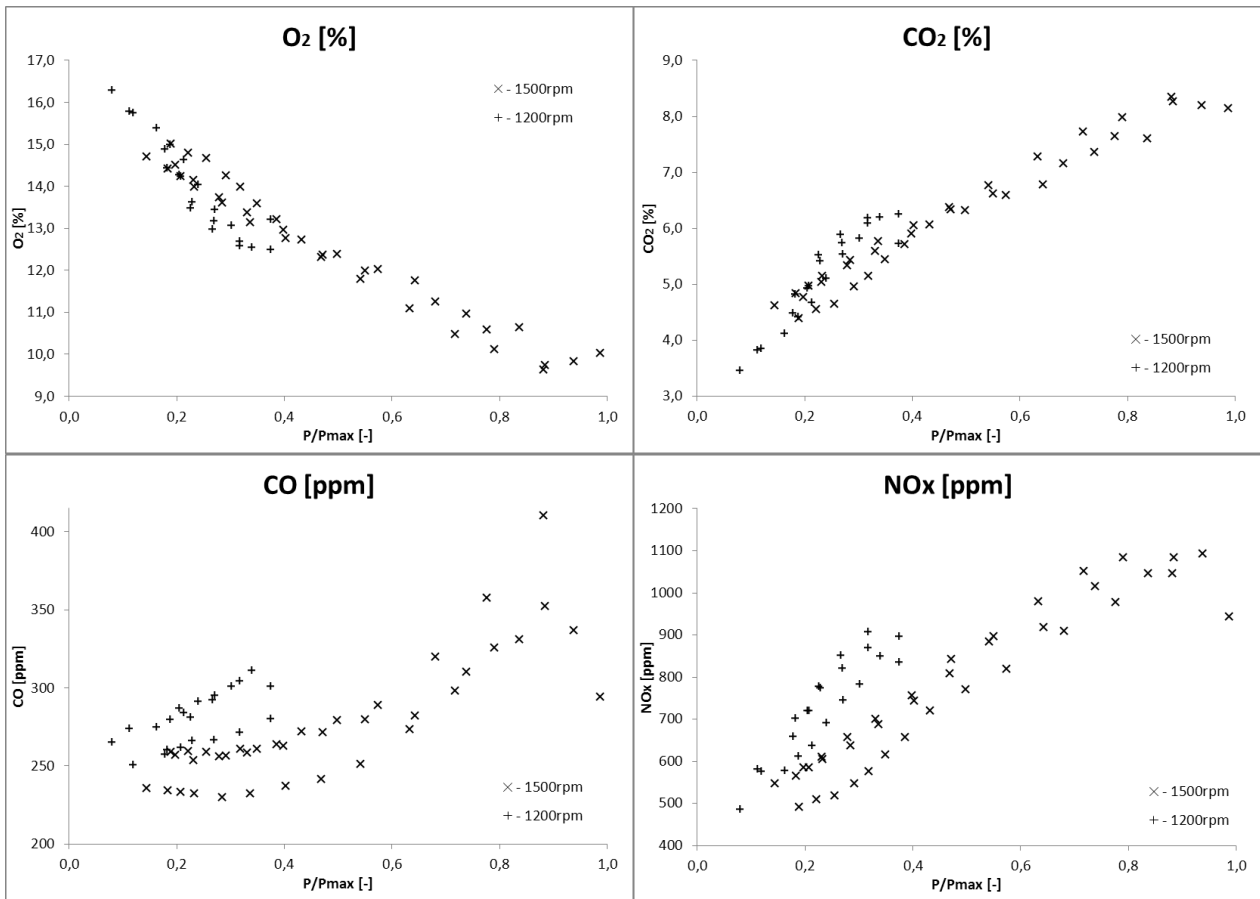 O2 [%]
17,0
16,0
15,0
14,0
13,0
12,0
11,0
10,0
9,0
O2 [%]
× - 1500rpm
+ - 1200rpm
0,0 0,2 0,4 0,6 0,8 1,0
P/Pmax [-]
CO2 [%]
9,0
8,0
7,0
6,0
5,0
4,0
3,0
CO2 [%]
× - 1500rpm
+ - 1200rpm
0,0 0,2 0,4 0,6 0,8 1,0
P/Pmax [-]
CO [ppm]
400
350
300
250
200
CO [ppm]
× - 1500rpm
+ - 1200rpm
0,0 0,2 0,4 0,6 0,8 1,0
P/Pmax [-]
NOx [ppm]
1200
1100
1000
900
800
700
600
500
400
NOx [ppm]
× - 1500rpm
+ - 1200rpm
0,0 0,2 0,4 0,6 0,8 1,0
P/Pmax [-]